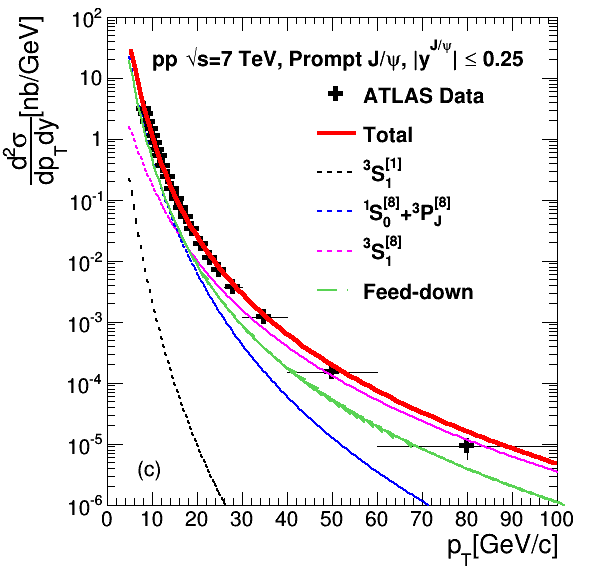 d²σ/dp_Tdy [nb/GeV]
10²
10
1
10⁻¹
10⁻²
10⁻³
10⁻⁴
10⁻⁵
10⁻⁶
pp √s=7 TeV, Prompt J/ψ, |y^{J/ψ}| ≤ 0.25
ATLAS Data
Total
³S₁^[1]
¹S₀^[8]+³P_J^[8]
³S₁^[8]
Feed-down
(c)
0 10 20 30 40 50 60 70 80 90 100
p_T[GeV/c]